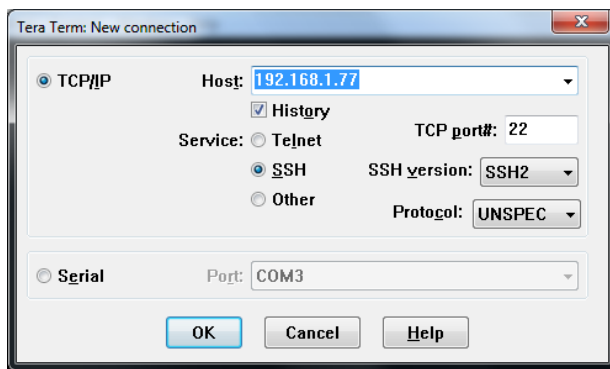 Tera Term: New connection
TCP/IP
Host: 192.168.1.77
History
Service: Telnet
TCP port#: 22
SSH
SSH version: SSH2
Other
Protocol: UNSPEC
Serial
Port: COM3
OK
Cancel
Help